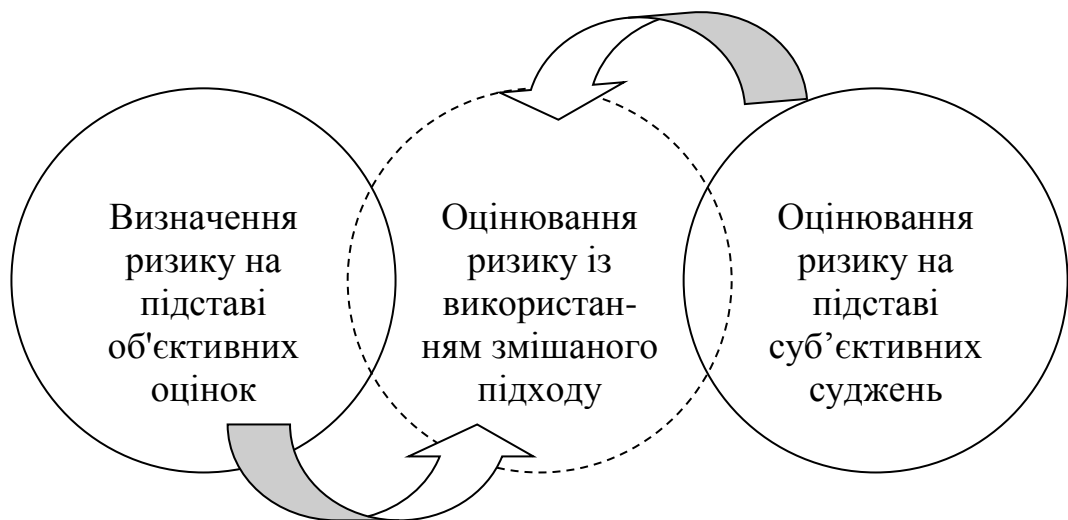 Визначення
ризику на
підставі
об'єктивних
оцінок
Оцінювання
ризику із
використан-
ням змішаного
підходу
Оцінювання
ризику на
підставі
суб’єктивних
суджень